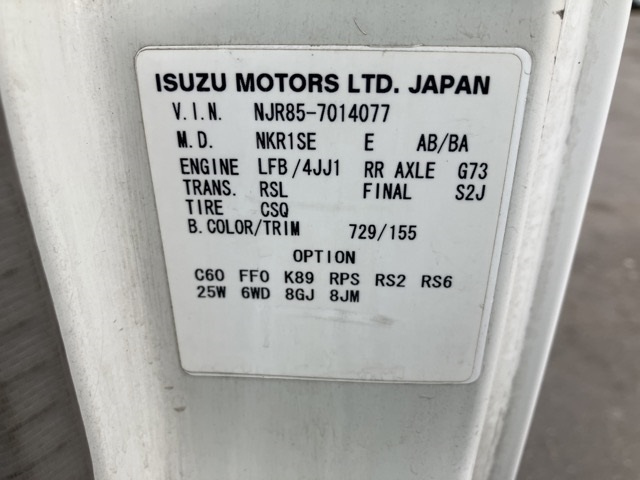 ISUZU MOTORS LTD. JAPAN
V.I.N. NJR85-7014077
M.D. NKR1SE E AB/BA
ENGINE LFB/4JJ1 RR AXLE G73
TRANS. RSL FINAL S2J
TIRE CSQ
B.COLOR/TRIM 729/155
OPTION
C60 FF0 K89 RPS RS2 RS6
25W 6WD 8GJ 8JM